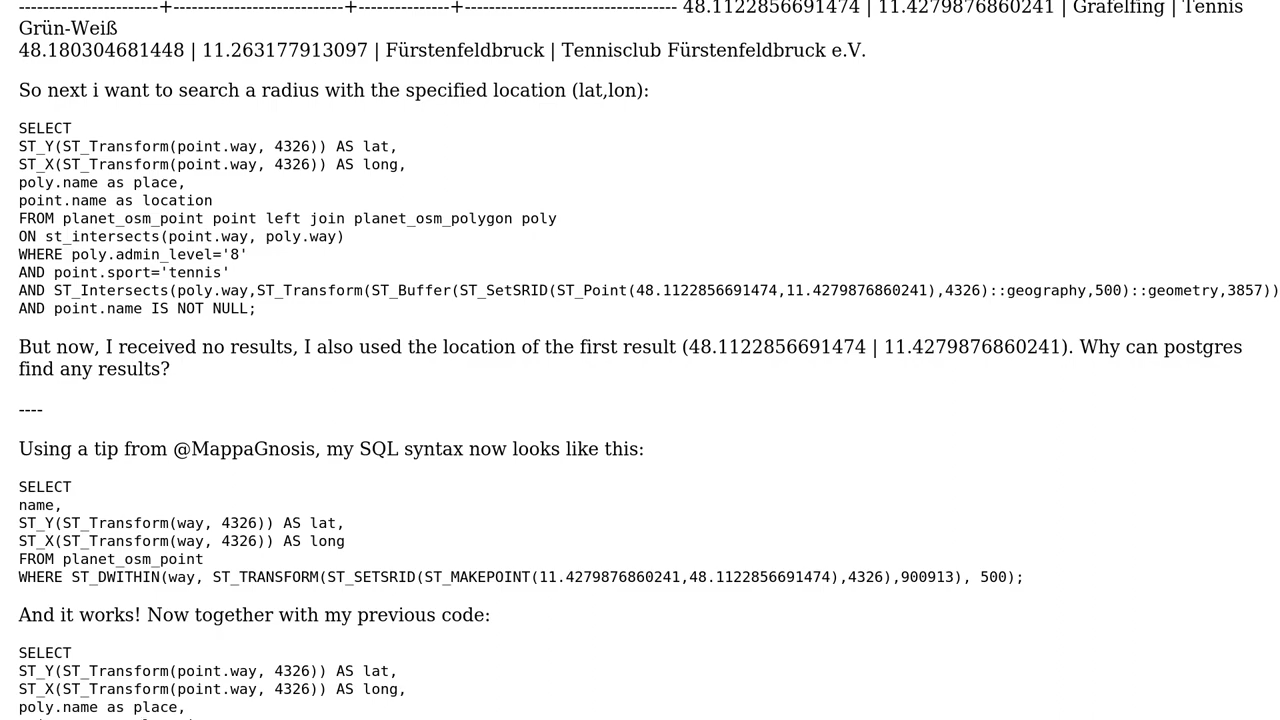 -----------------------+----------------------------+---------------+----------------------------------- 48.1122856691474 | 11.4279876860241 | Gräfelfing | Tennis
Grün-Weiß
48.180304681448 | 11.263177913097 | Fürstenfeldbruck | Tennisclub Fürstenfeldbruck e.V.
So next i want to search a radius with the specified location (lat,lon):
SELECT
ST_Y(ST_Transform(point.way, 4326)) AS lat,
ST_X(ST_Transform(point.way, 4326)) AS long,
poly.name as place,
point.name as location
FROM planet_osm_point point left join planet_osm_polygon poly
ON st_intersects(point.way, poly.way)
WHERE poly.admin_level='8'
AND point.sport='tennis'
AND ST_Intersects(poly.way,ST_Transform(ST_Buffer(ST_SetSRID(ST_Point(48.1122856691474,11.4279876860241),4326)::geography,500)::geometry,3857))
AND point.name IS NOT NULL;
But now, I received no results, I also used the location of the first result (48.1122856691474 | 11.4279876860241). Why can postgres
find any results?
----
Using a tip from @MappaGnosis, my SQL syntax now looks like this:
SELECT
name,
ST_Y(ST_Transform(way, 4326)) AS lat,
ST_X(ST_Transform(way, 4326)) AS long
FROM planet_osm_point
WHERE ST_DWITHIN(way, ST_TRANSFORM(ST_SETSRID(ST_MAKEPOINT(11.4279876860241,48.1122856691474),4326),900913), 500);
And it works! Now together with my previous code:
SELECT
ST_Y(ST_Transform(point.way, 4326)) AS lat,
ST_X(ST_Transform(point.way, 4326)) AS long,
poly.name as place,